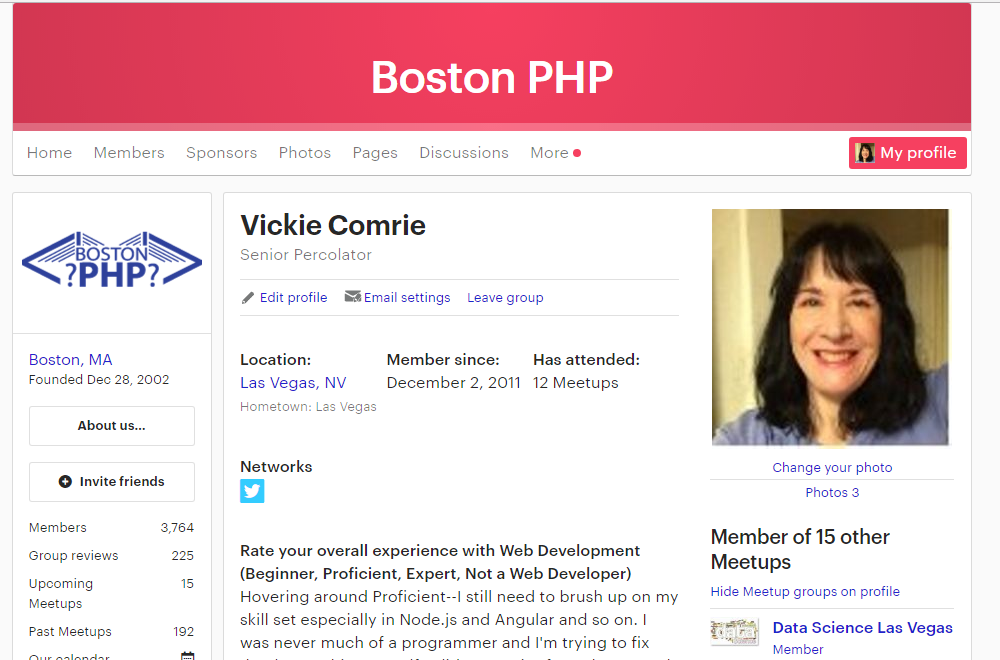 Boston PHP
Home Members Sponsors Photos Pages Discussions More My profile
BOSTON
?PHP?
Boston, MA
Founded Dec 28, 2002
About us...
Invite friends
Members 3,764
Group reviews 225
Upcoming 15
Meetups
Past Meetups 192
Our calendar
Vickie Comrie
Senior Percolator
Edit profile Email settings Leave group
Location: Member since: Has attended:
Las Vegas, NV December 2, 2011 12 Meetups
Hometown: Las Vegas
Networks
Rate your overall experience with Web Development
(Beginner, Proficient, Expert, Not a Web Developer)
Hovering around Proficient--I still need to brush up on my
skill set especially in Node.js and Angular and so on. I
was never much of a programmer and I'm trying to fix
Change your photo
Photos 3
Member of 15 other
Meetups
Hide Meetup groups on profile
Data Science Las Vegas
Member